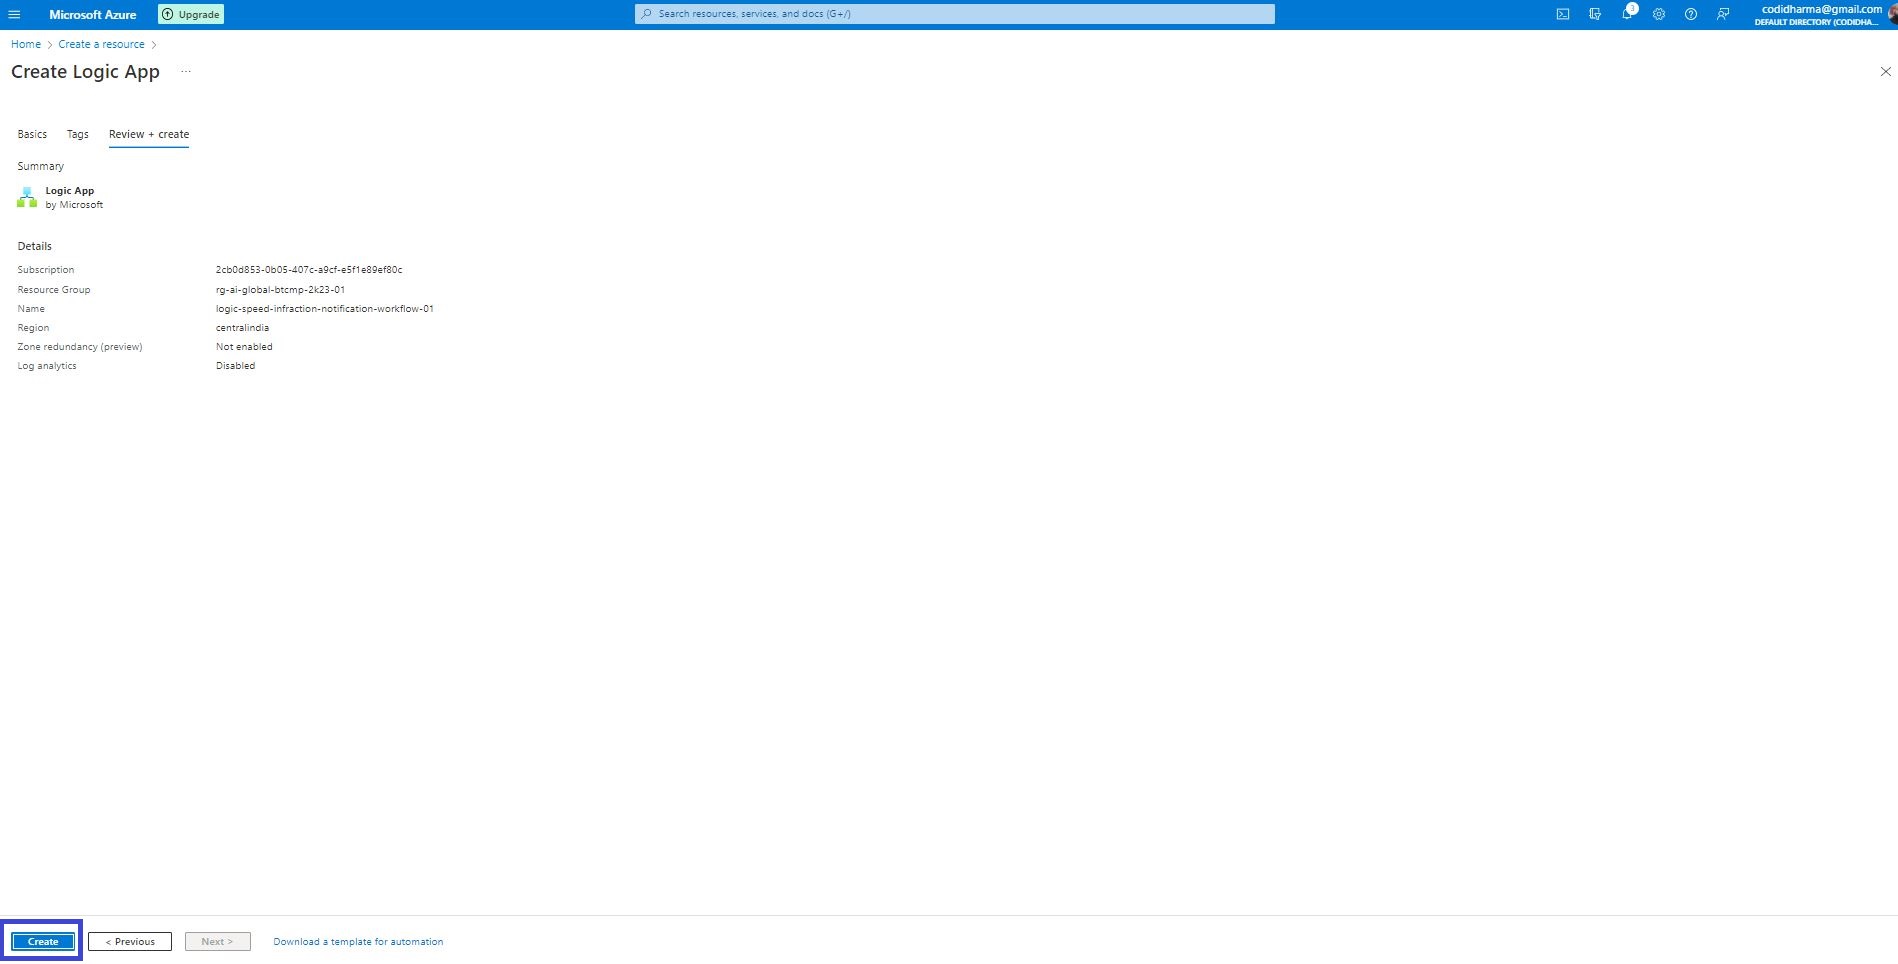 Microsoft Azure Upgrade Search resources, services, and docs (G+/) 3 codidharma@gmail.com
DEFAULT DIRECTORY (CODIDHA...
Home > Create a resource >
Create Logic App ...
Basics Tags Review + create
Summary
Logic App
by Microsoft
Details
Subscription 2cb0d853-0b05-407c-a9cf-e5f1e89ef80c
Resource Group rg-ai-global-btcmp-2k23-01
Name logic-speed-infraction-notification-workflow-01
Region centralindia
Zone redundancy (preview) Not enabled
Log analytics Disabled
Create < Previous Next > Download a template for automation